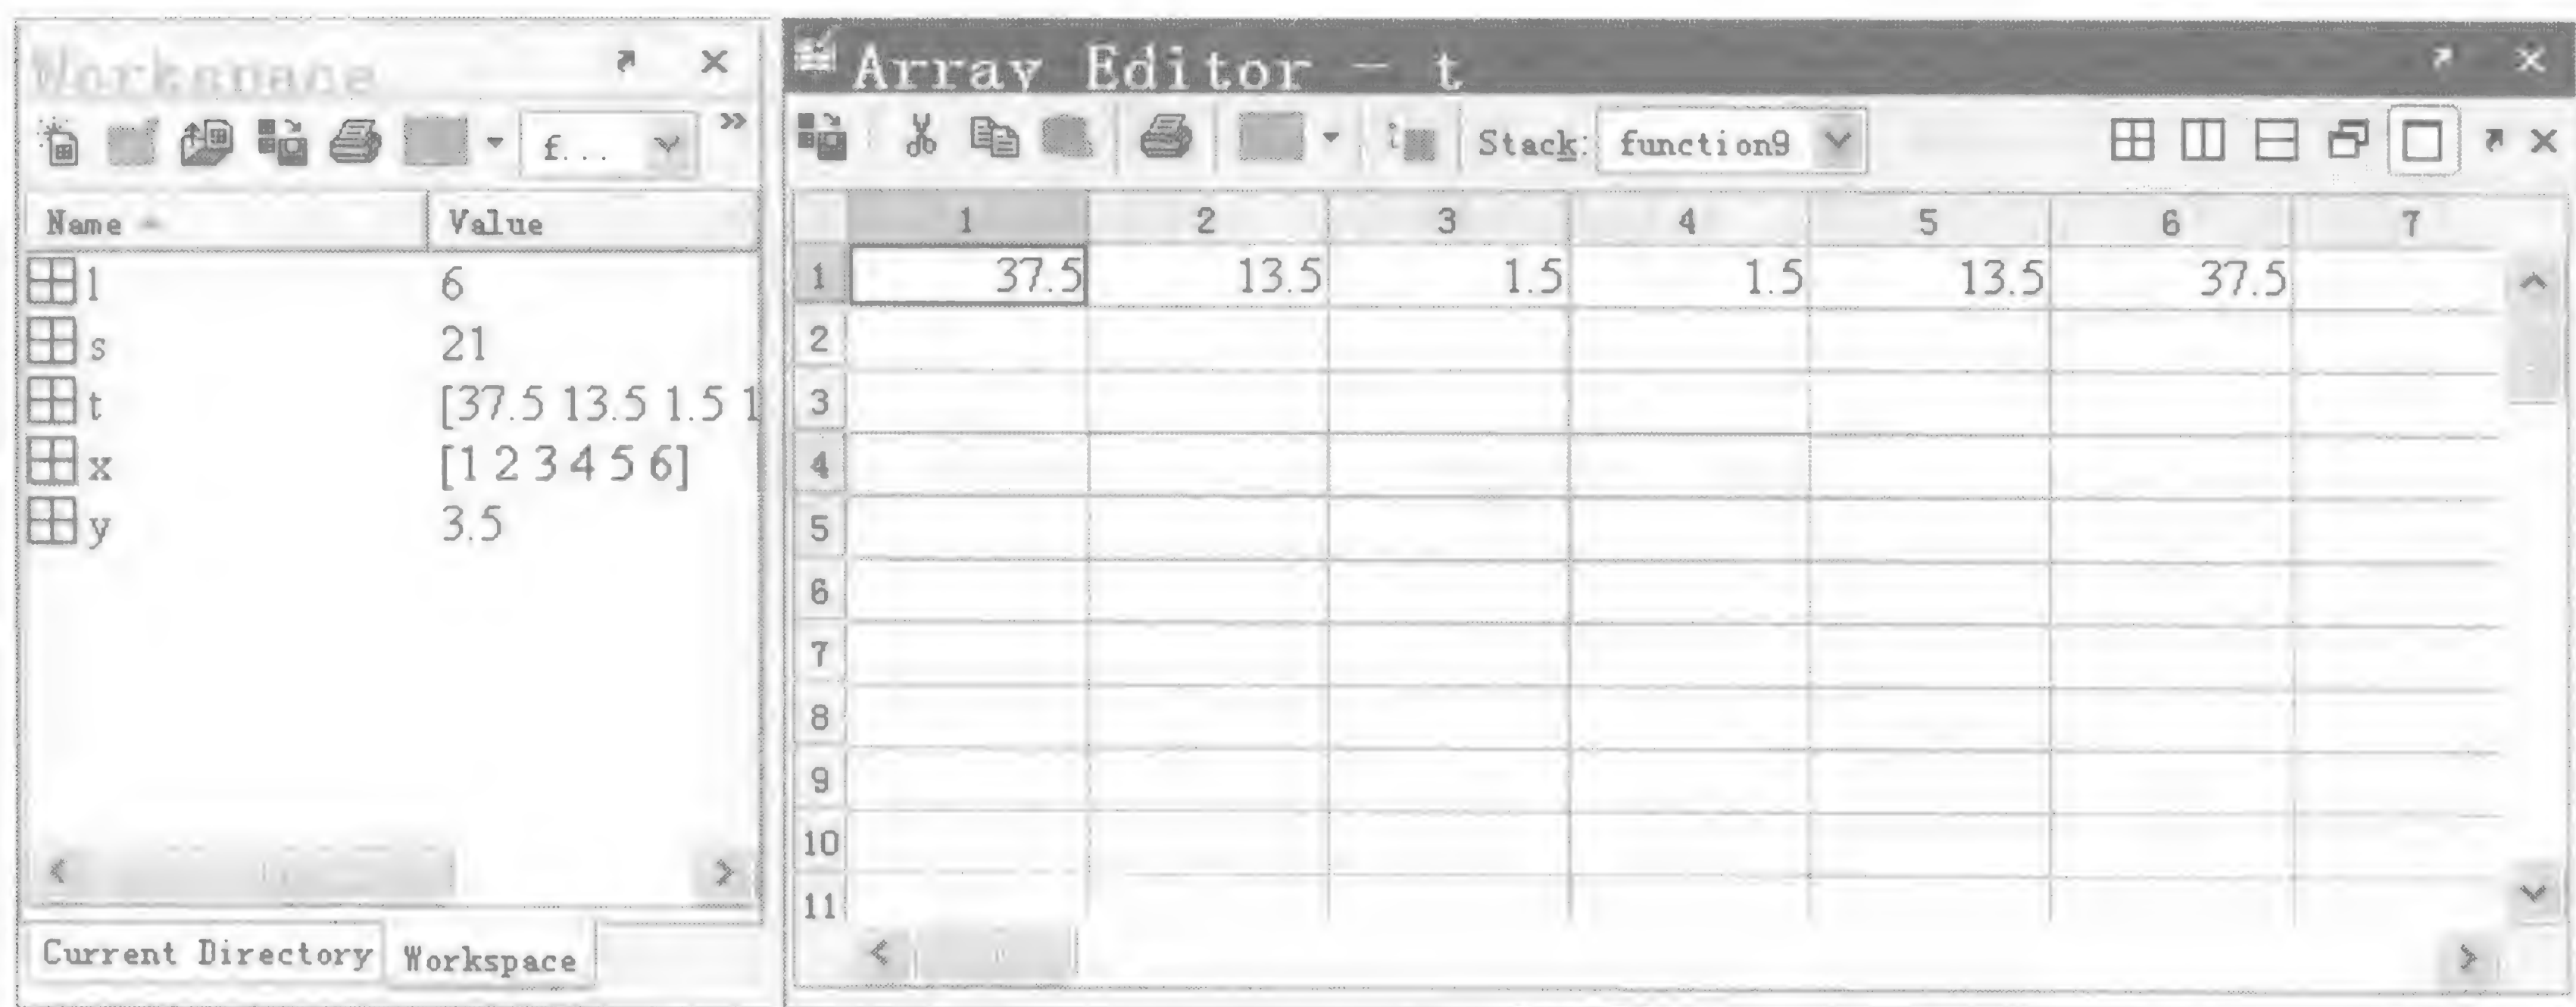 Workspace
f...
Name Value
l 6
s 21
t [37.5 13.5 1.5 1
x [1 2 3 4 5 6]
y 3.5
Current Directory Workspace
Array Editor - t
Stack: function9
1 2 3 4 5 6 7
1 37.5 13.5 1.5 1.5 13.5 37.5
2
3
4
5
6
7
8
9
10
11